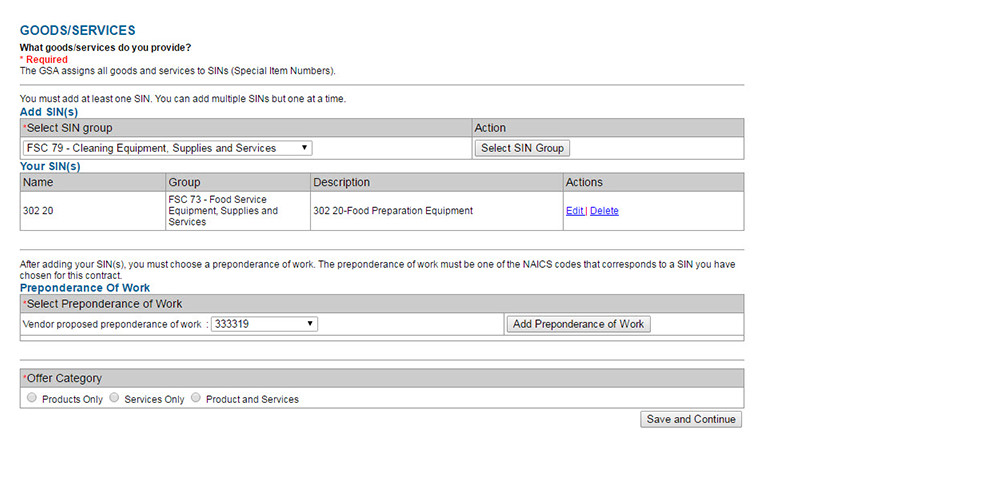 GOODS/SERVICES
What goods/services do you provide?
* Required
The GSA assigns all goods and services to SINs (Special Item Numbers).
You must add at least one SIN. You can add multiple SINs but one at a time.
Add SIN(s)
*Select SIN group Action
FSC 79 - Cleaning Equipment, Supplies and Services Select SIN Group
Your SIN(s)
Name Group Description Actions
302 20 FSC 73 - Food Service Equipment, Supplies and Services 302 20-Food Preparation Equipment Edit | Delete
After adding your SIN(s), you must choose a preponderance of work. The preponderance of work must be one of the NAICS codes that corresponds to a SIN you have
chosen for this contract.
Preponderance Of Work
*Select Preponderance of Work
Vendor proposed preponderance of work : 333319 Add Preponderance of Work
*Offer Category
Products Only Services Only Product and Services
Save and Continue